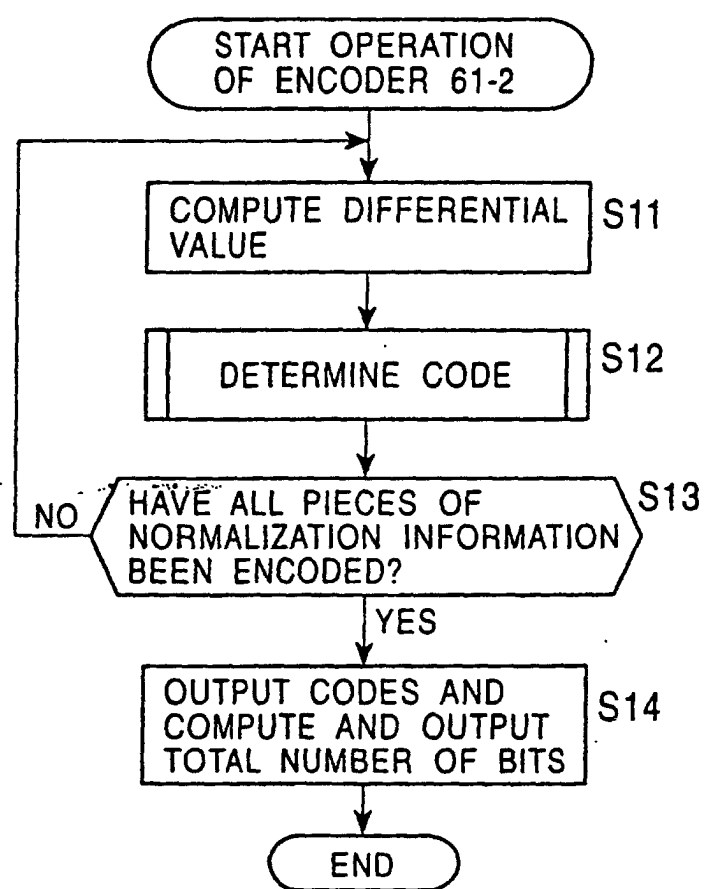 START OPERATION
OF ENCODER 61-2
COMPUTE DIFFERENTIAL
VALUE
S11
DETERMINE CODE
S12
HAVE ALL PIECES OF
NORMALIZATION INFORMATION
BEEN ENCODED?
S13
NO
YES
OUTPUT CODES AND
COMPUTE AND OUTPUT
TOTAL NUMBER OF BITS
S14
END